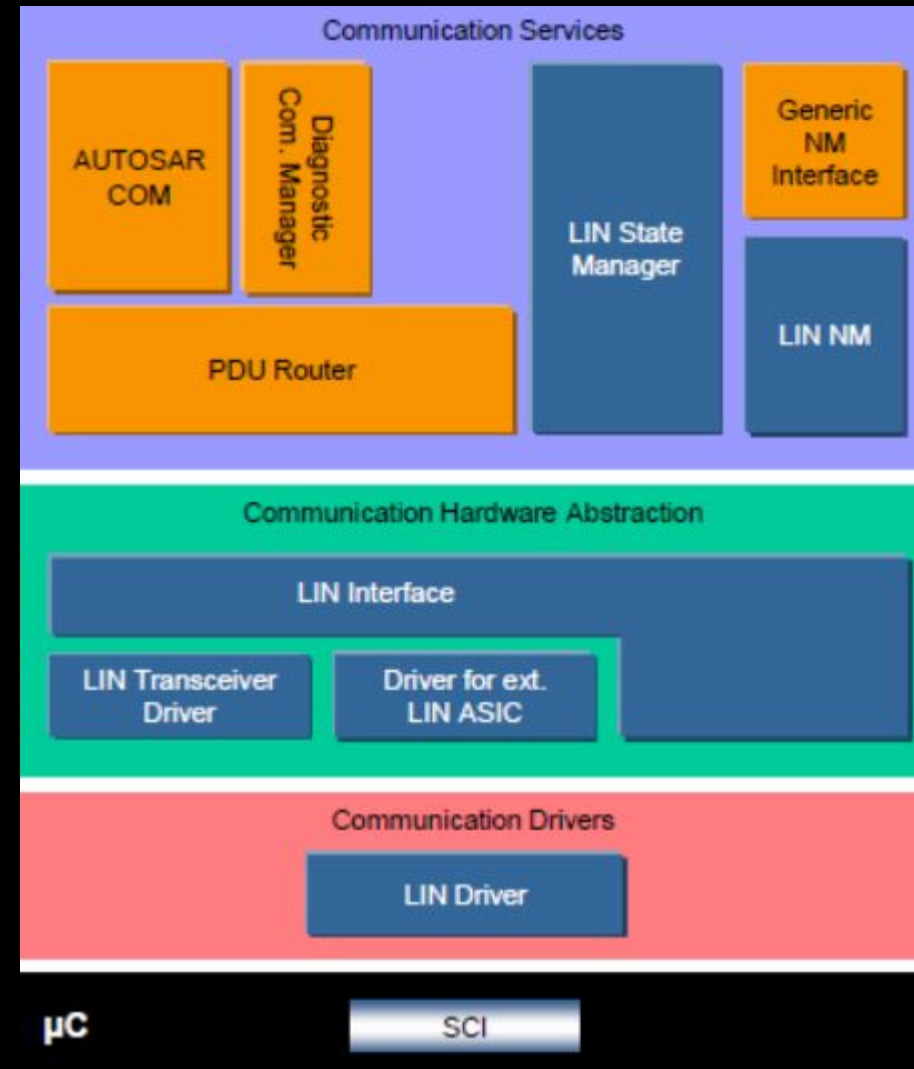 Communication Services
AUTOSAR
COM
Diagnostic
Com. Manager
LIN State
Manager
Generic
NM
Interface
LIN NM
PDU Router
Communication Hardware Abstraction
LIN Interface
LIN Transceiver
Driver
Driver for ext.
LIN ASIC
Communication Drivers
LIN Driver
µC
SCI